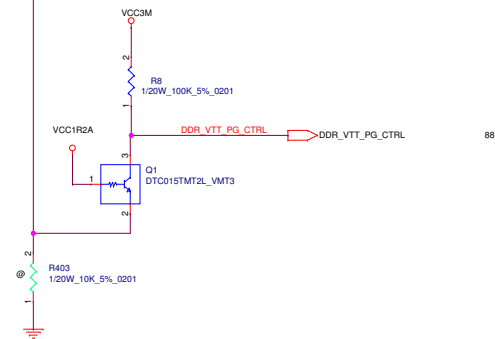 VCC3M
2
R8
1/20W_100K_5%_0201
1
VCC1R2A
DDR_VTT_PG_CTRL
DDR_VTT_PG_CTRL
88
3
Q1
DTC015TMT2L_VMT3
1
2
2
@
R403
1/20W_10K_5%_0201
1